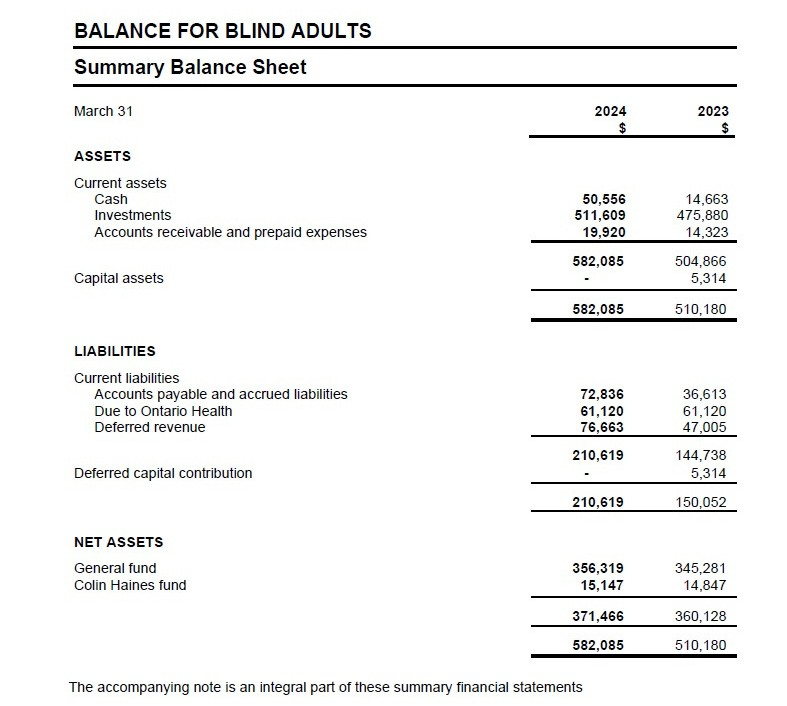 BALANCE FOR BLIND ADULTS
Summary Balance Sheet
March 31 2024 2023
$ $
ASSETS
Current assets
Cash 50,556 14,663
Investments 511,609 475,880
Accounts receivable and prepaid expenses 19,920 14,323
582,085 504,866
Capital assets - 5,314
582,085 510,180
LIABILITIES
Current liabilities
Accounts payable and accrued liabilities 72,836 36,613
Due to Ontario Health 61,120 61,120
Deferred revenue 76,663 47,005
210,619 144,738
Deferred capital contribution - 5,314
210,619 150,052
NET ASSETS
General fund 356,319 345,281
Colin Haines fund 15,147 14,847
371,466 360,128
582,085 510,180
The accompanying note is an integral part of these summary financial statements